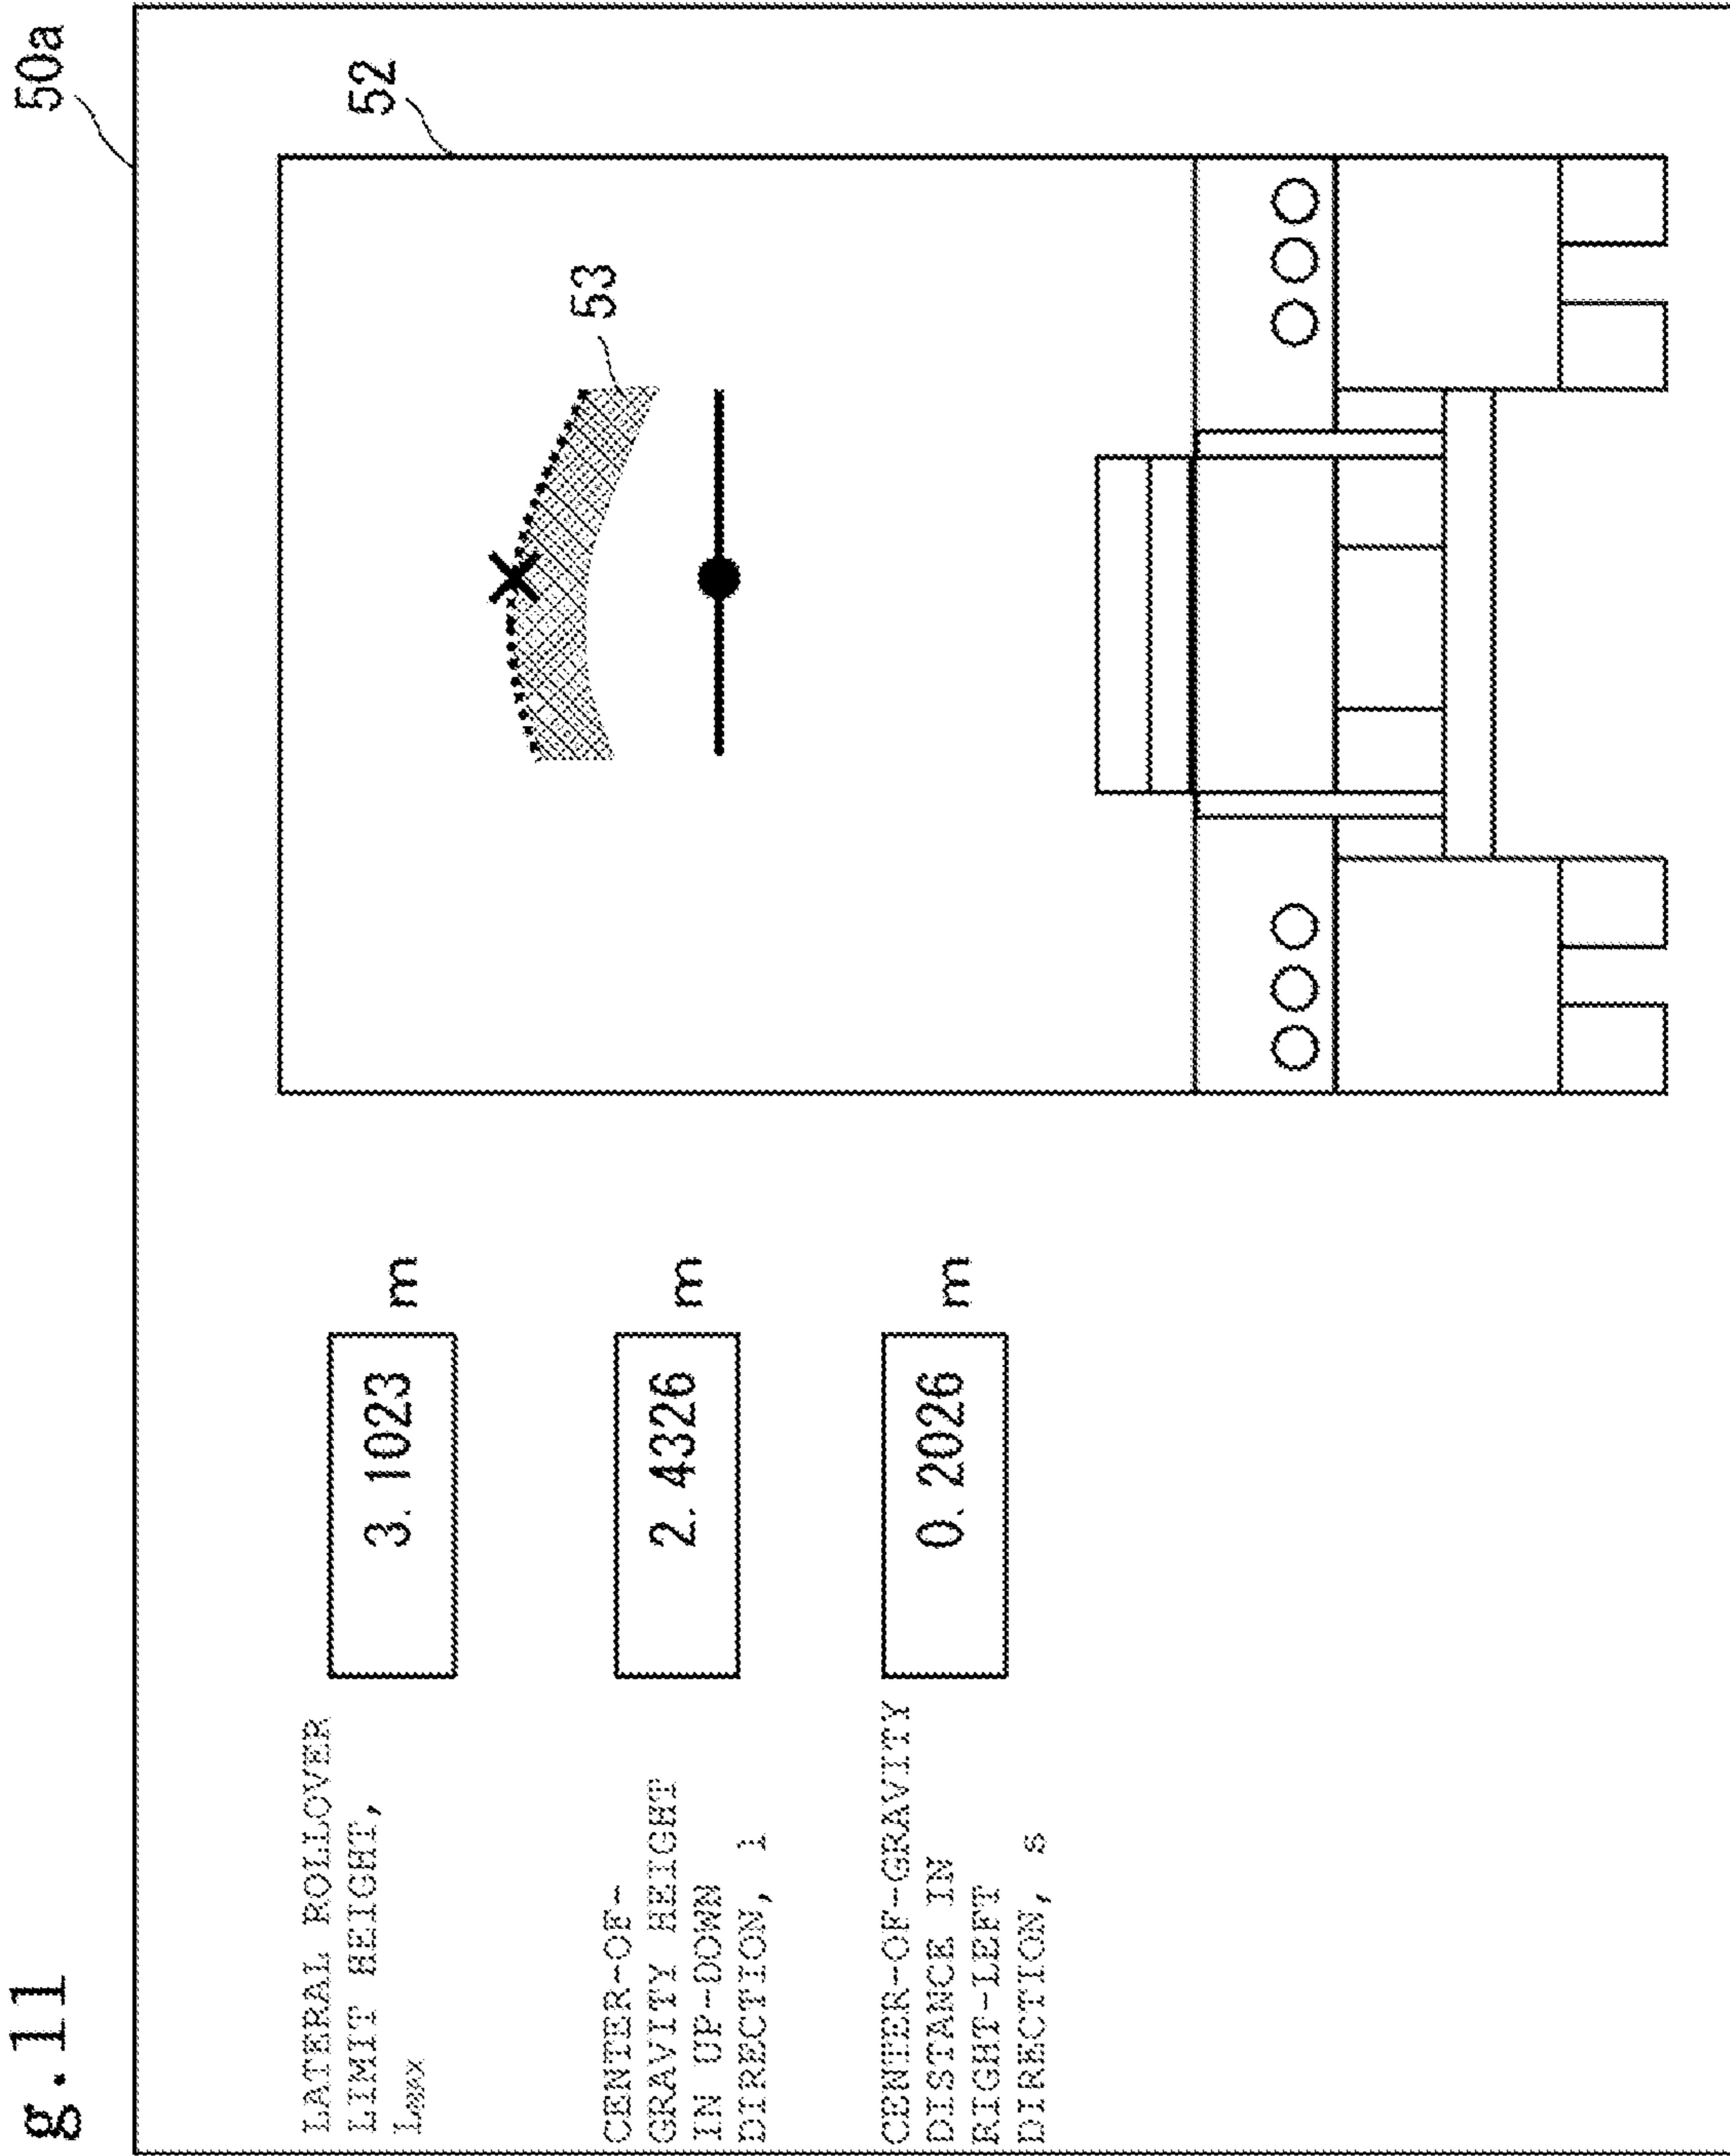 g. 11
50a
52
53
LATERAL ROLLOVER
LIMIT HEIGHT,
Lmax
3. 1023 m
CENTER-OF-
GRAVITY HEIGHT
IN UP-DOWN
DIRECTION, l
2. 4326 m
CENTER-OF-GRAVITY
DISTANCE IN
RIGHT-LEFT
DIRECTION, s
0. 2026 m